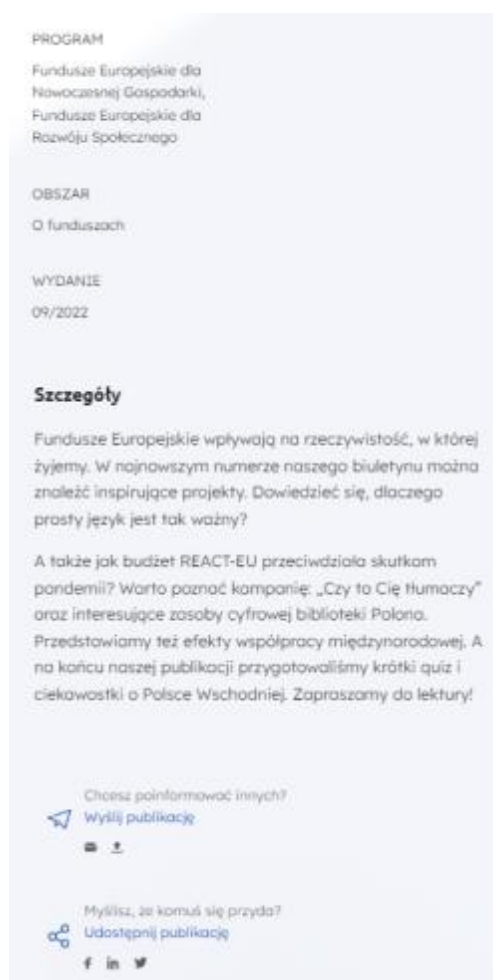 PROGRAM
Fundusze Europejskie dla
Nowoczesnej Gospodarki,
Fundusze Europejskie dla
Rozwóju Społecznego
OBSZAR
O funduszach
WYDANIE
09/2022
Szczegóły
Fundusze Europejskie wpływają na rzeczywistość, w której
żyjemy. W najnowszym numerze naszego biuletynu można
znaleźć inspirujące projekty. Dowiedzieć się, dlaczego
prosty język jest tak ważny?
A także jak budżet REACT-EU przeciwdziała skutkom
pandemii? Warto poznać kampanię: „Czy to Cię tłumaczy”
oraz interesujące zasoby cyfrowej biblioteki Polona.
Przedstawiamy też efekty współpracy międzynarodowej. A
na końcu naszej publikacji przygotowaliśmy krótki quiz i
ciekawostki o Polsce Wschodniej. Zapraszamy do lektury!
Chcesz poinformować innych?
Wyślij publikację
Myślisz, że komuś się przyda?
Udostępnij publikację